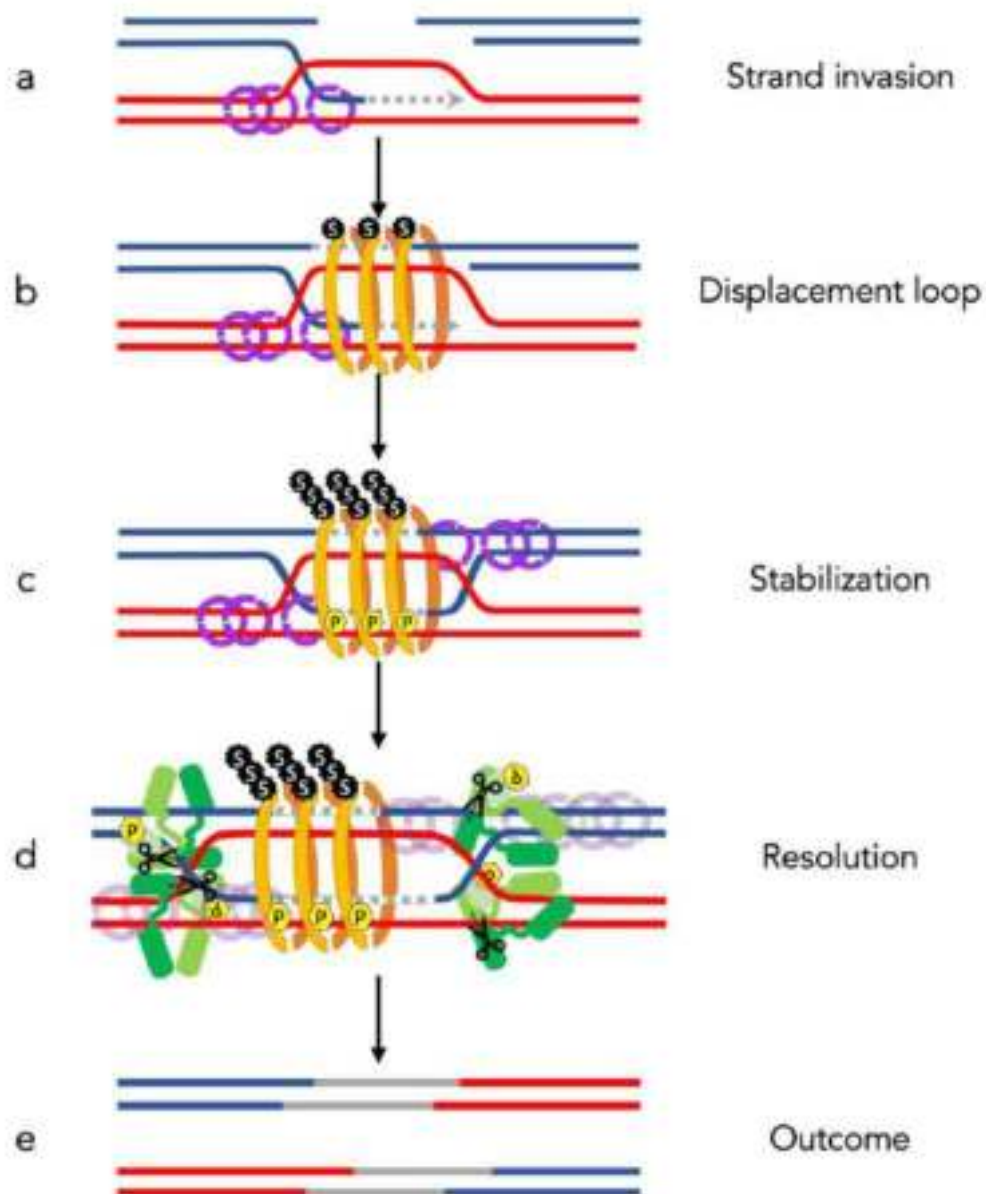 a Strand invasion
S S S
b Displacement loop
S S S
S S S
S S S
c Stabilization
P P P
S S S
S S S
S S S
P
P
d Resolution
P
P
P P P
e Outcome